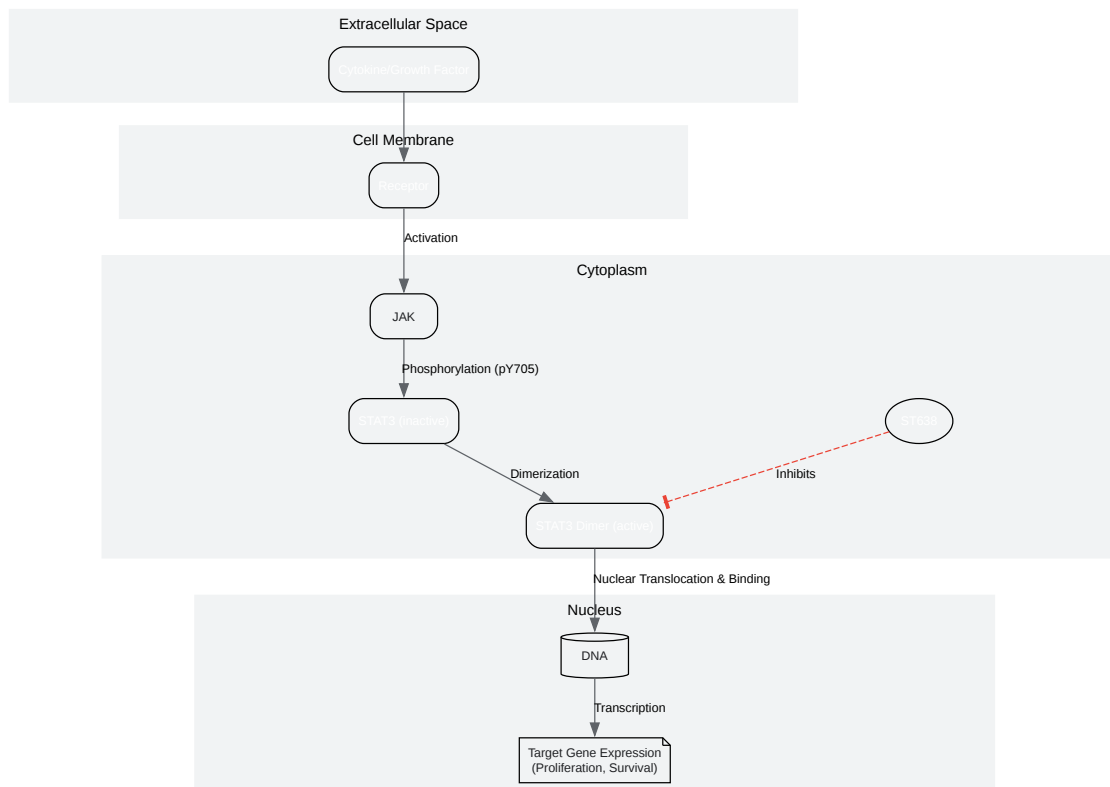 Extracellular Space
Cytokine/Growth Factor
Cell Membrane
Receptor
Activation
Cytoplasm
JAK
Phosphorylation (pY705)
STAT3 (inactive)
ST638
Dimerization
Inhibits
STAT3 Dimer (active)
Nuclear Translocation & Binding
Nucleus
DNA
Transcription
Target Gene Expression
(Proliferation, Survival)